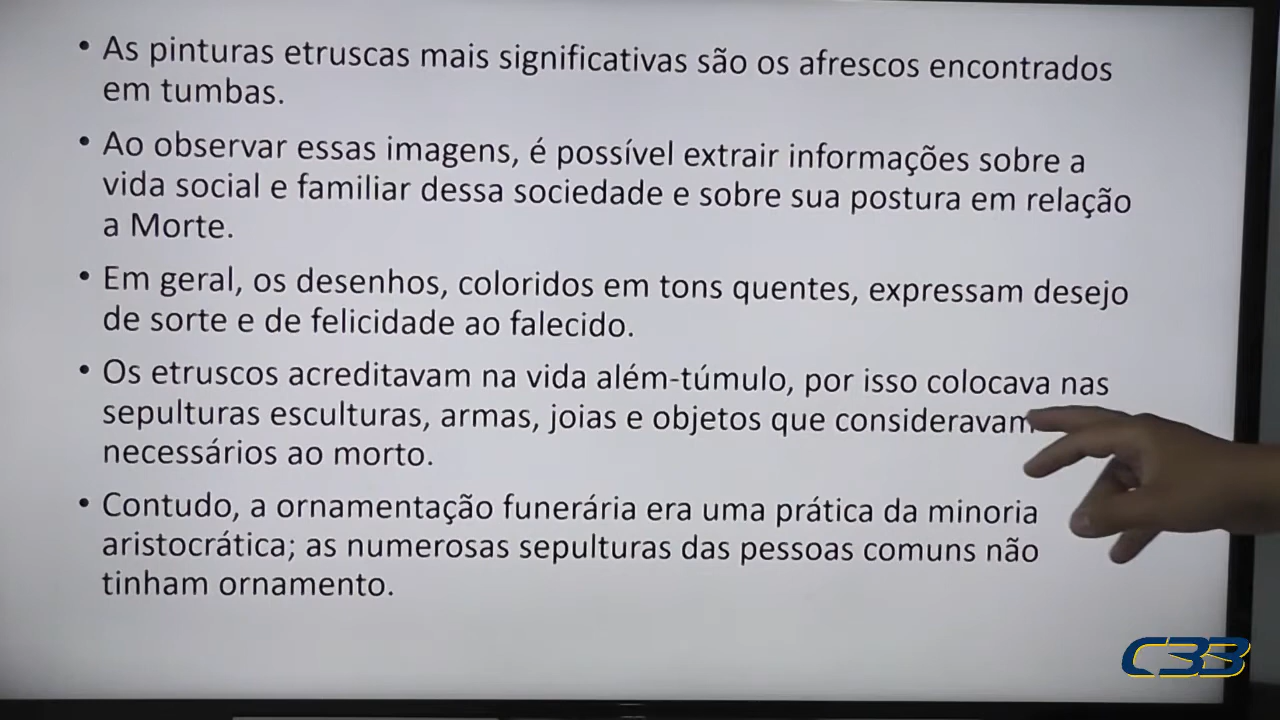 • As pinturas etruscas mais significativas são os afrescos encontrados
em tumbas.
• Ao observar essas imagens, é possível extrair informações sobre a
vida social e familiar dessa sociedade e sobre sua postura em relação
a Morte.
• Em geral, os desenhos, coloridos em tons quentes, expressam desejo
de sorte e de felicidade ao falecido.
• Os etruscos acreditavam na vida além-túmulo, por isso colocava nas
sepulturas esculturas, armas, joias e objetos que consideravam
necessários ao morto.
• Contudo, a ornamentação funerária era uma prática da minoria
aristocrática; as numerosas sepulturas das pessoas comuns não
tinham ornamento.
C33